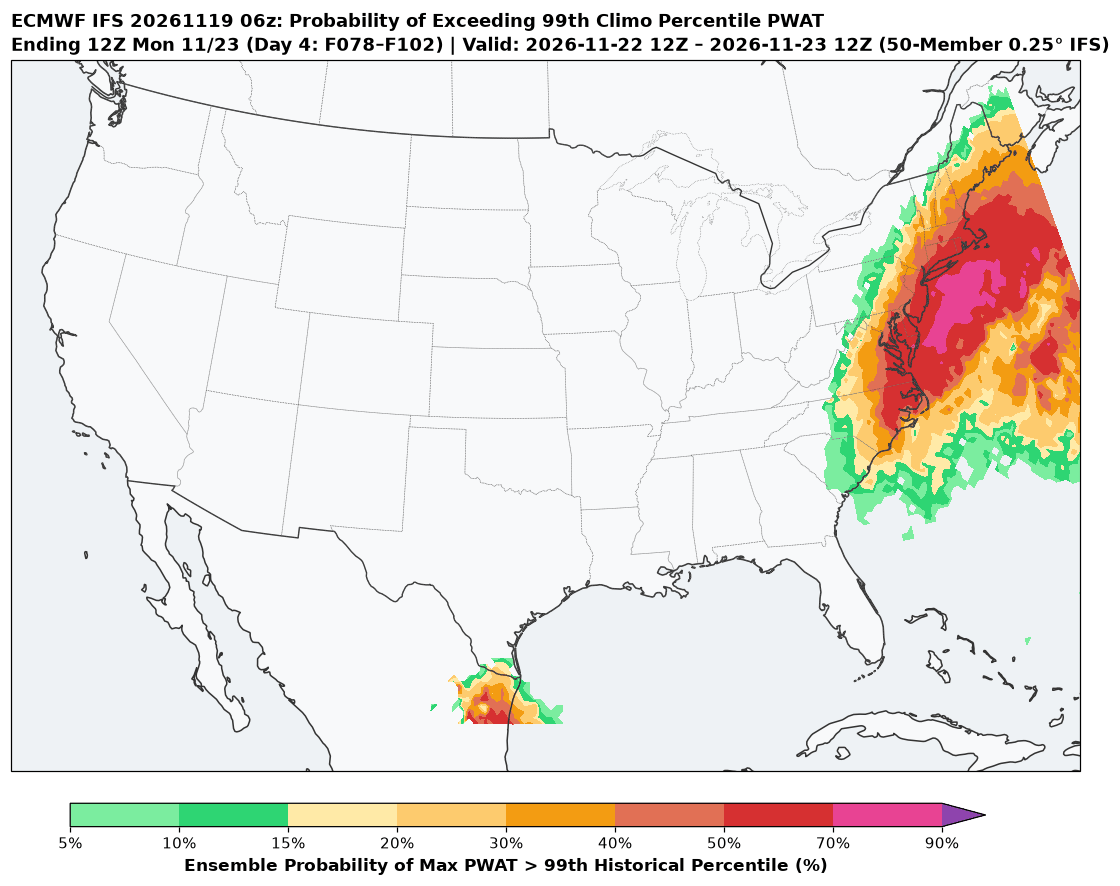 ECMWF IFS 20261119 06z: Probability of Exceeding 99th Climo Percentile PWAT
Ending 12Z Mon 11/23 (Day 4: F078–F102) | Valid: 2026-11-22 12Z – 2026-11-23 12Z (50-Member 0.25° IFS)
5% 10% 15% 20% 30% 40% 50% 70% 90%
Ensemble Probability of Max PWAT > 99th Historical Percentile (%)